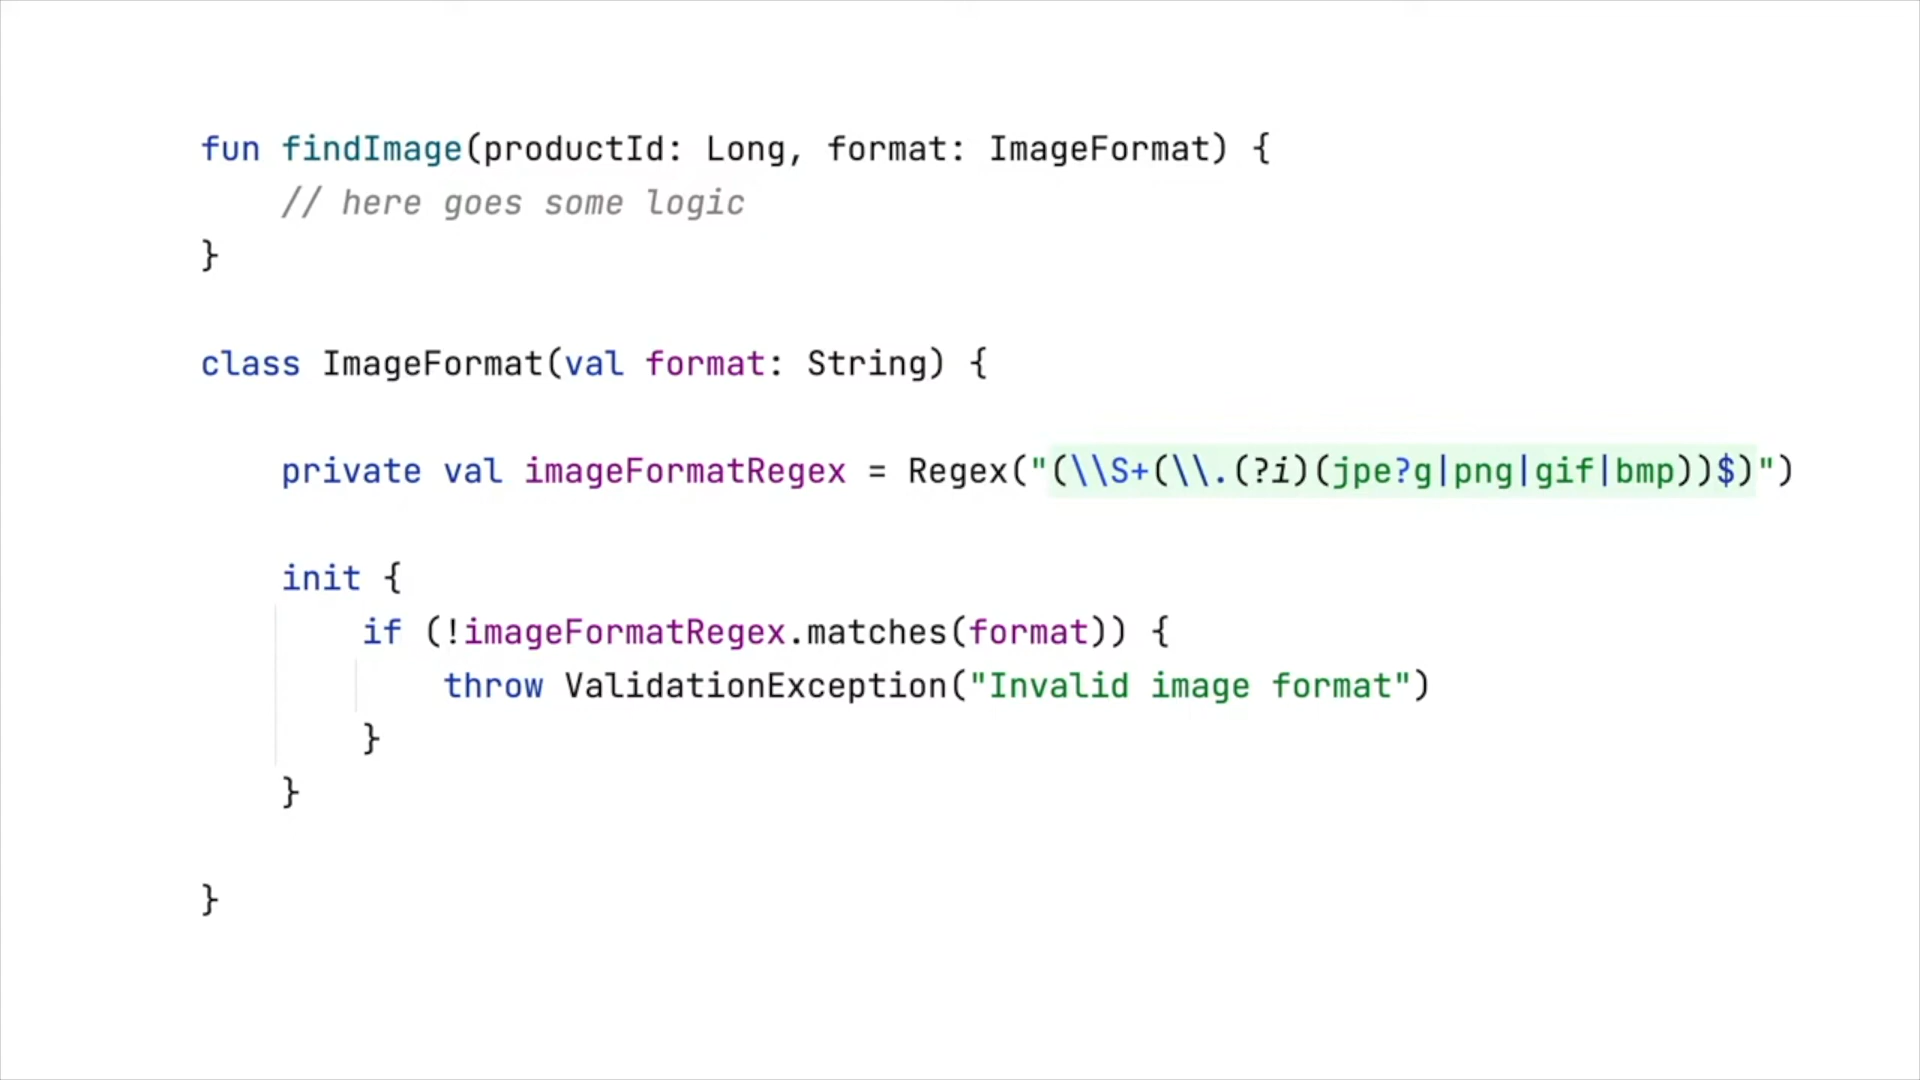 fun findImage(productId: Long, format: ImageFormat) {
    // here goes some logic
}
class ImageFormat(val format: String) {
    private val imageFormatRegex = Regex("(\\S+(\\.(?i)(jpe?g|png|gif|bmp))$)")
    init {
        if (!imageFormatRegex.matches(format)) {
            throw ValidationException("Invalid image format")
        }
    }
}